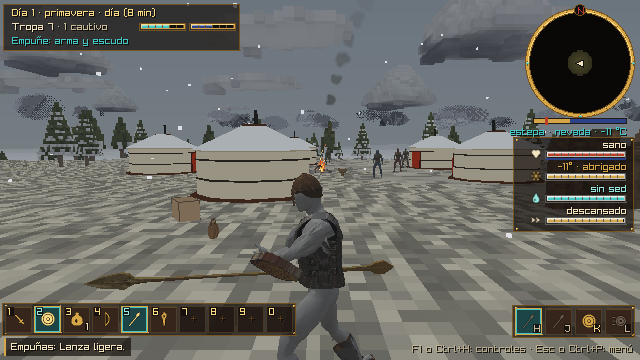 Día 1 · primavera · día (8 min)
Tropa 7 · 1 cautivo
Empuñe: arma y escudo
N
estepa · nevada · -11 °C
sano
-11° · abrigado
sin sed
descansado
1 2 3 1 4 5 6 7 8 9 0
H J K L
Empuñas: Lanza ligera.
F1 o Ctrl+H: controles · Esc o Ctrl+P: menú